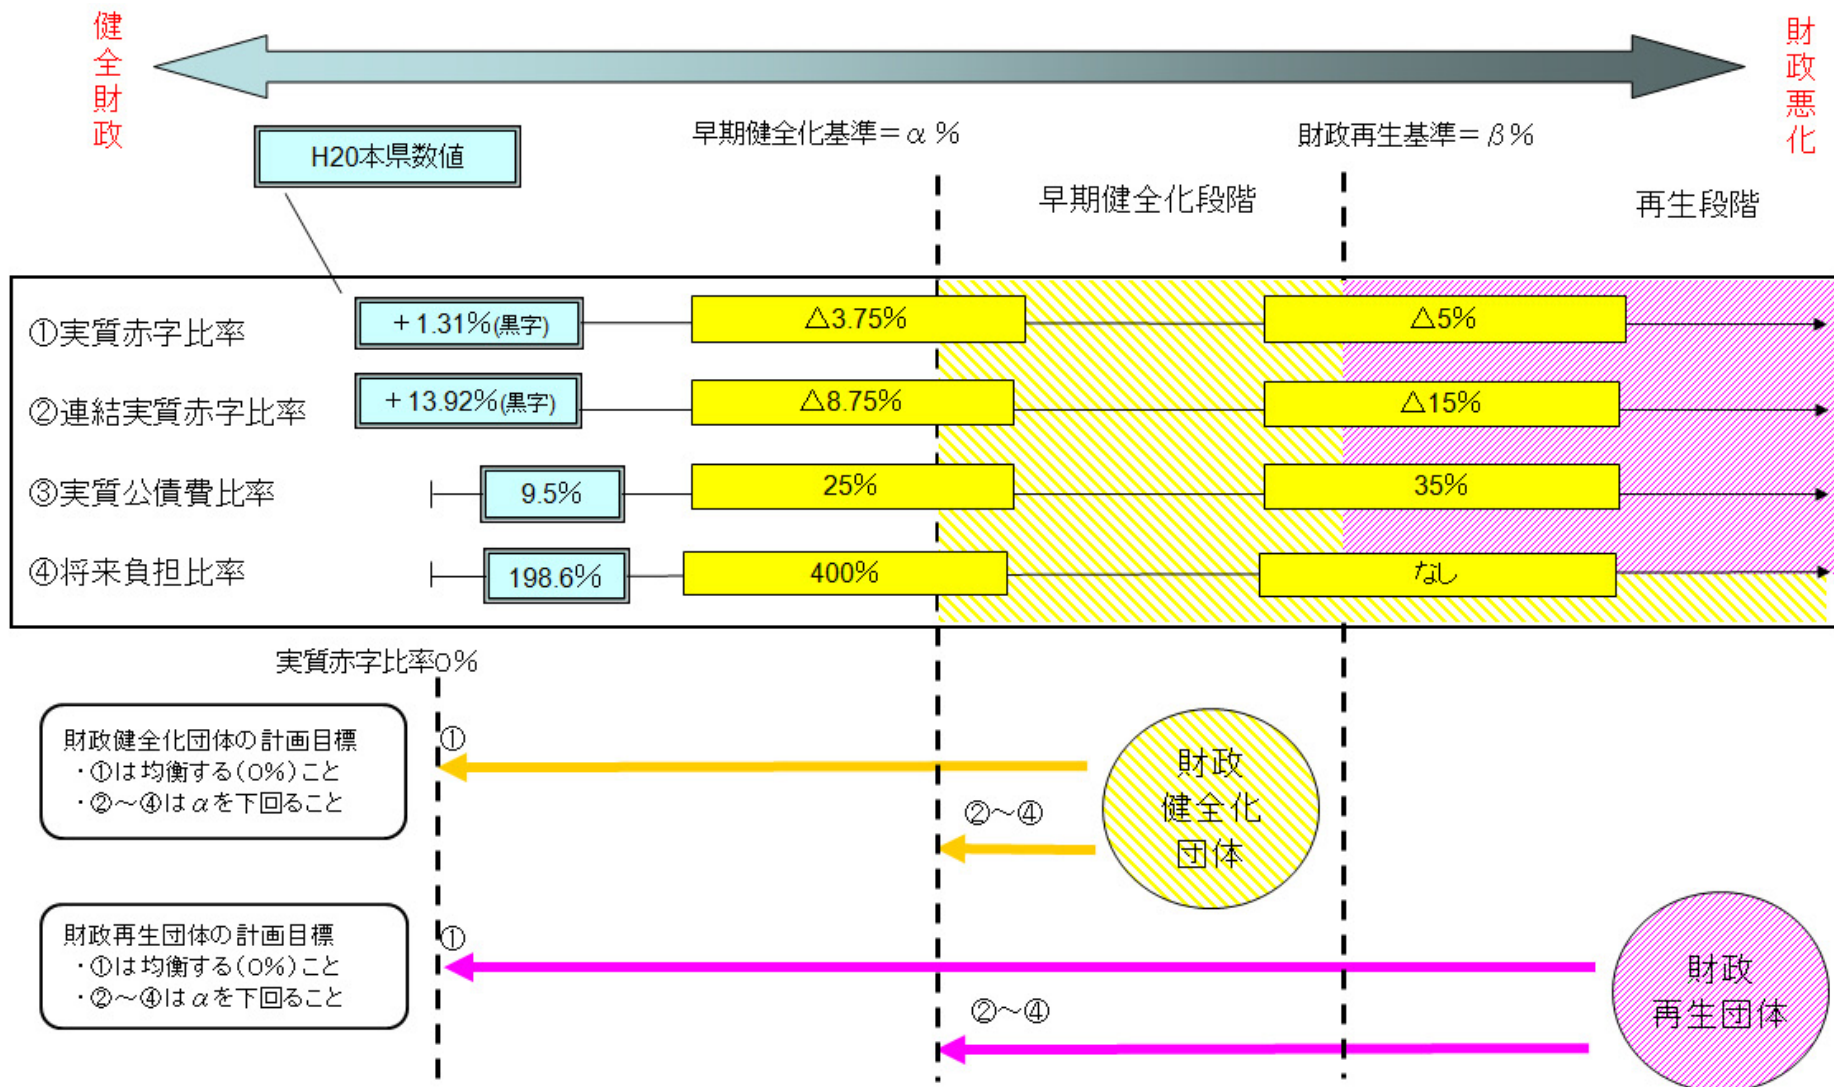 健全財政
財政悪化
早期健全化基準＝α％
財政再生基準＝β％
H20本県数値
早期健全化段階
再生段階
①実質赤字比率
＋1.31％(黒字)
△3.75％
△5％
②連結実質赤字比率
＋13.92％(黒字)
△8.75％
△15％
③実質公債費比率
9.5％
25％
35％
④将来負担比率
198.6％
400％
なし
実質赤字比率０％
財政健全化団体の計画目標
・①は均衡する（０％）こと
・②～④はαを下回ること
①
②～④
財政
健全化
団体
財政再生団体の計画目標
・①は均衡する（０％）こと
・②～④はαを下回ること
①
②～④
財政
再生団体